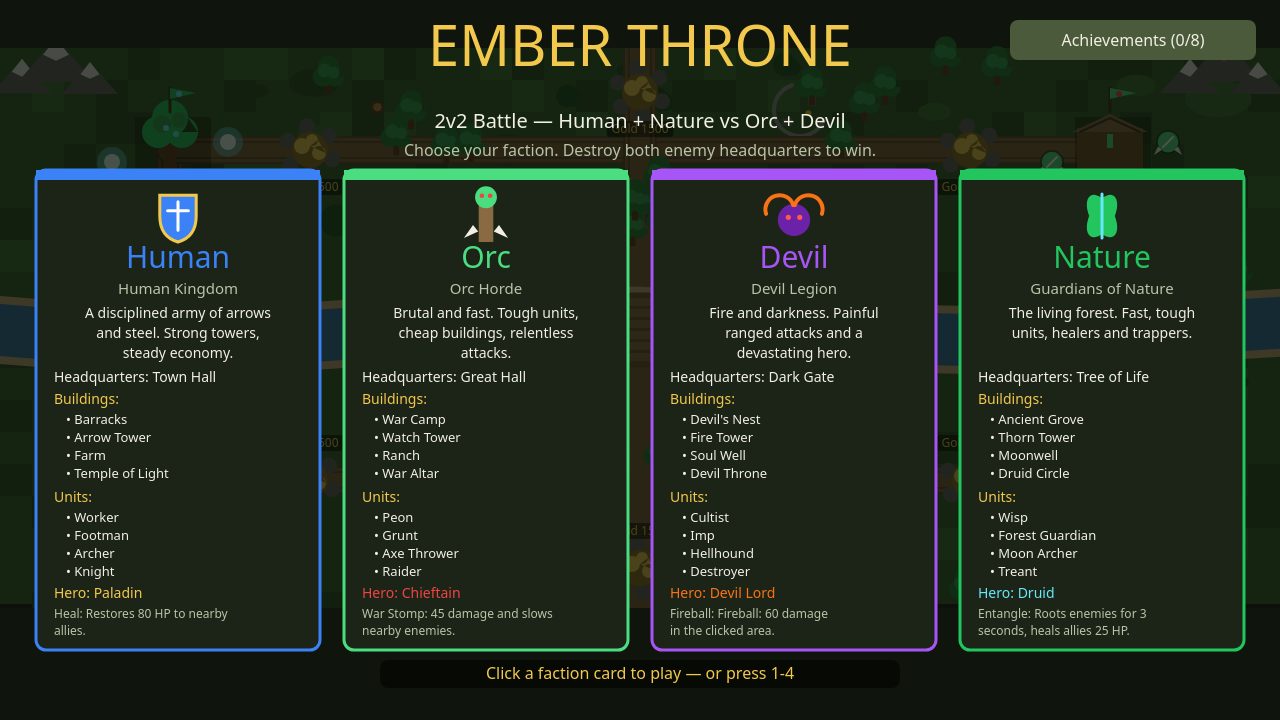 EMBER THRONE
Achievements (0/8)
2v2 Battle — Human + Nature vs Orc + Devil
Gold 1500
Choose your faction. Destroy both enemy headquarters to win.
Human
Human Kingdom
A disciplined army of arrows
and steel. Strong towers,
steady economy.
Headquarters: Town Hall
Buildings:
• Barracks
• Arrow Tower
• Farm
• Temple of Light
Units:
• Worker
• Footman
• Archer
• Knight
Hero: Paladin
Heal: Restores 80 HP to nearby
allies.
Orc
Orc Horde
Brutal and fast. Tough units,
cheap buildings, relentless
attacks.
Headquarters: Great Hall
Buildings:
• War Camp
• Watch Tower
• Ranch
• War Altar
Units:
• Peon
• Grunt
• Axe Thrower
• Raider
Hero: Chieftain
War Stomp: 45 damage and slows
nearby enemies.
Devil
Devil Legion
Fire and darkness. Painful
ranged attacks and a
devastating hero.
Headquarters: Dark Gate
Buildings:
• Devil's Nest
• Fire Tower
• Soul Well
• Devil Throne
Units:
• Cultist
• Imp
• Hellhound
• Destroyer
Hero: Devil Lord
Fireball: Fireball: 60 damage
in the clicked area.
Nature
Guardians of Nature
The living forest. Fast, tough
units, healers and trappers.
Headquarters: Tree of Life
Buildings:
• Ancient Grove
• Thorn Tower
• Moonwell
• Druid Circle
Units:
• Wisp
• Forest Guardian
• Moon Archer
• Treant
Hero: Druid
Entangle: Roots enemies for 3
seconds, heals allies 25 HP.
Click a faction card to play — or press 1-4